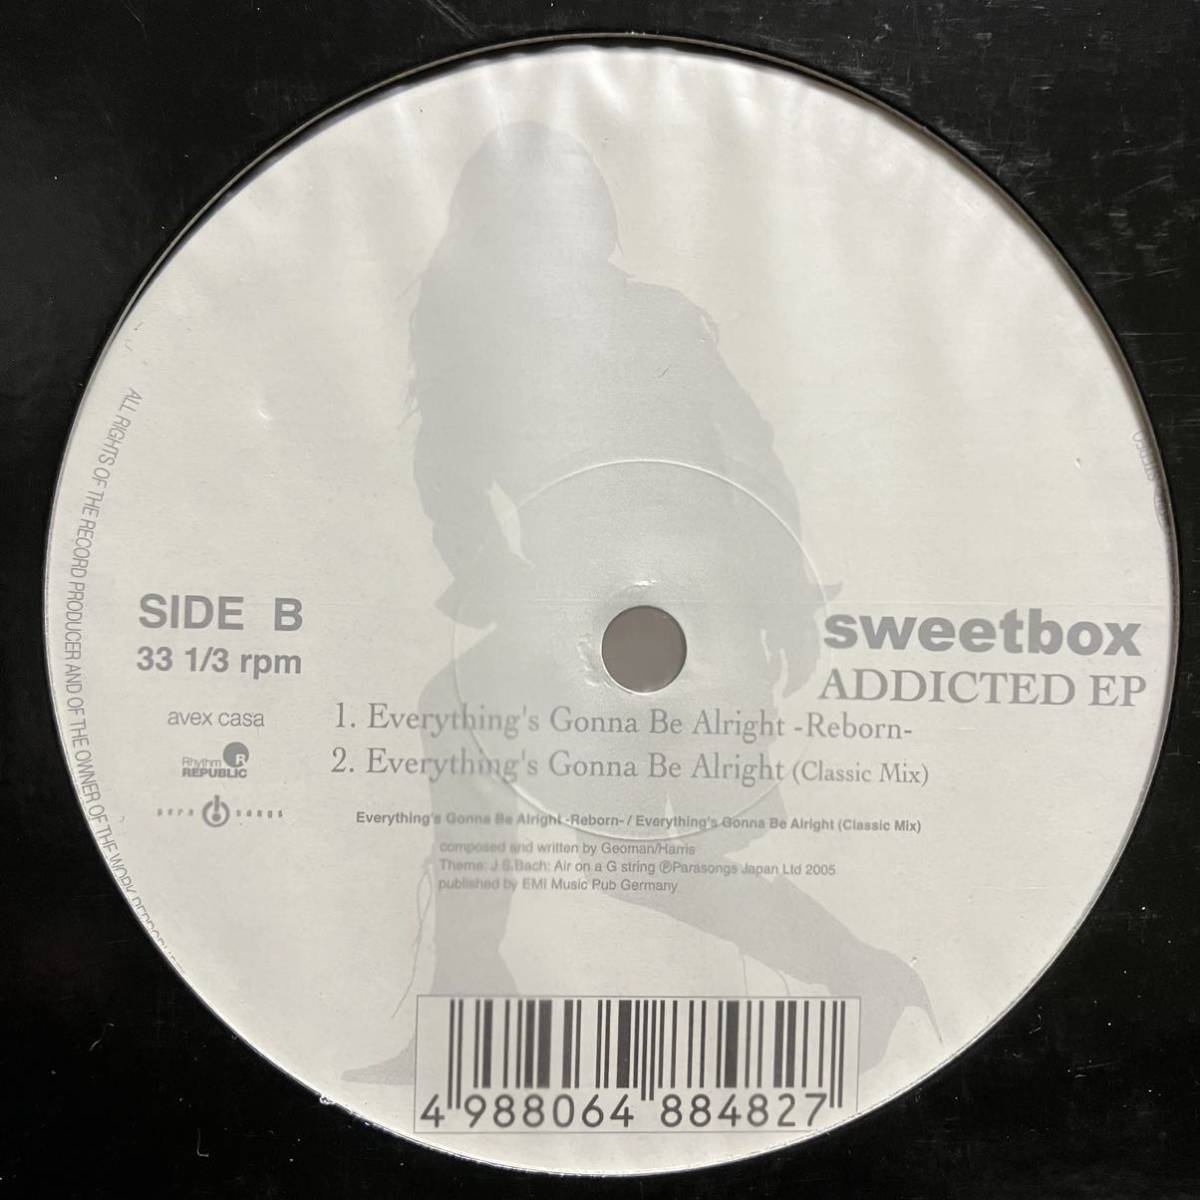 SIDE B
33 1/3 rpm
avex casa
Rhythm
REPUBLIC
para songs
sweetbox
ADDICTED EP
1. Everything's Gonna Be Alright -Reborn-
2. Everything's Gonna Be Alright (Classic Mix)
Everything's Gonna Be Alright -Reborn- / Everything's Gonna Be Alright (Classic Mix)
composed and written by Geoman/Harris
Theme: J.S.Bach: Air on a G string ℗Parasongs Japan Ltd 2005
published by EMI Music Pub Germany
ALL RIGHTS OF THE RECORD PRODUCER AND OF THE OWNER OF THE WORK
4 988064 884827